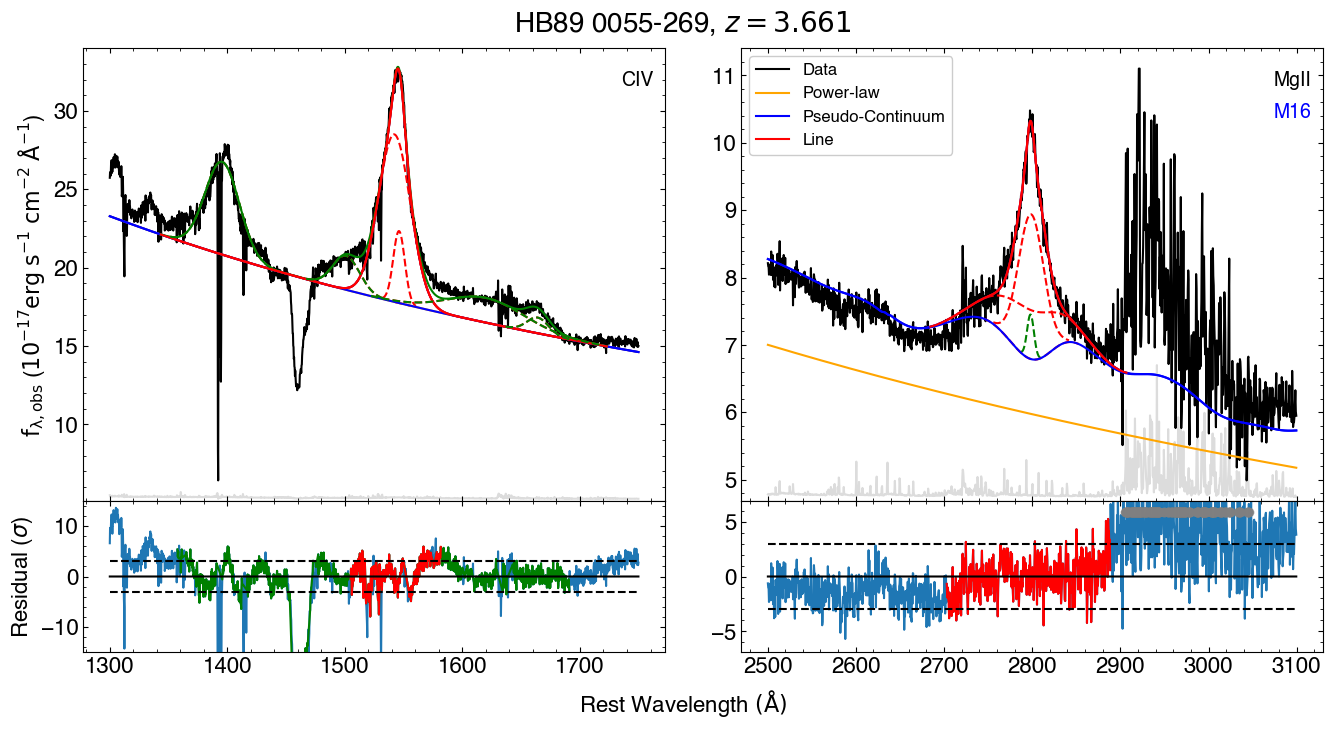 HB89 0055-269, z = 3.661
CIV
30
25
20
15
10
f_λ,obs (10⁻¹⁷erg s⁻¹ cm⁻² Å⁻¹)
Data
Power-law
Pseudo-Continuum
Line
MgII
M16
11
10
9
8
7
6
5
10
0
−10
Residual (σ)
5
0
−5
1300 1400 1500 1600 1700
2500 2600 2700 2800 2900 3000 3100
Rest Wavelength (Å)